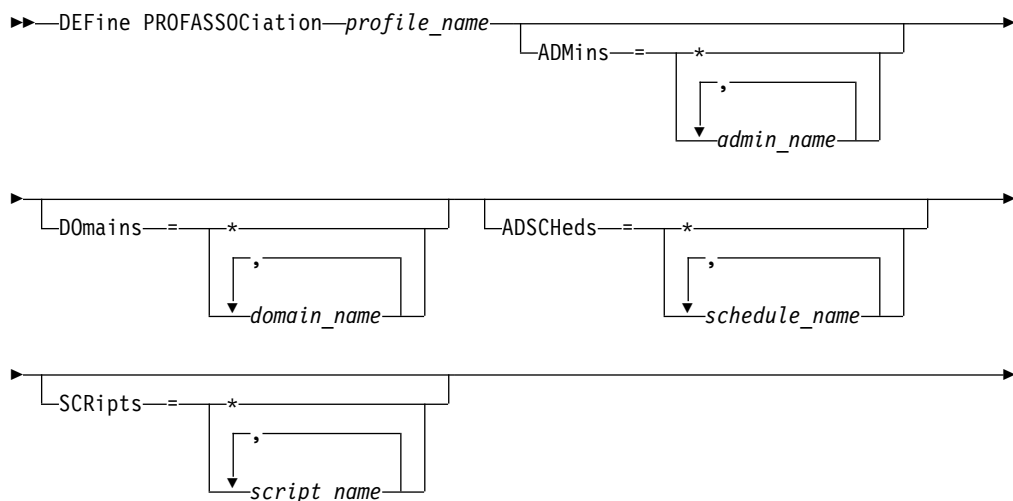 DEFine PROFASSOCiation profile_name
ADMins = *
,
admin_name
DOmains = *
,
domain_name
ADSCHeds = *
,
schedule_name
SCRipts = *
,
script_name